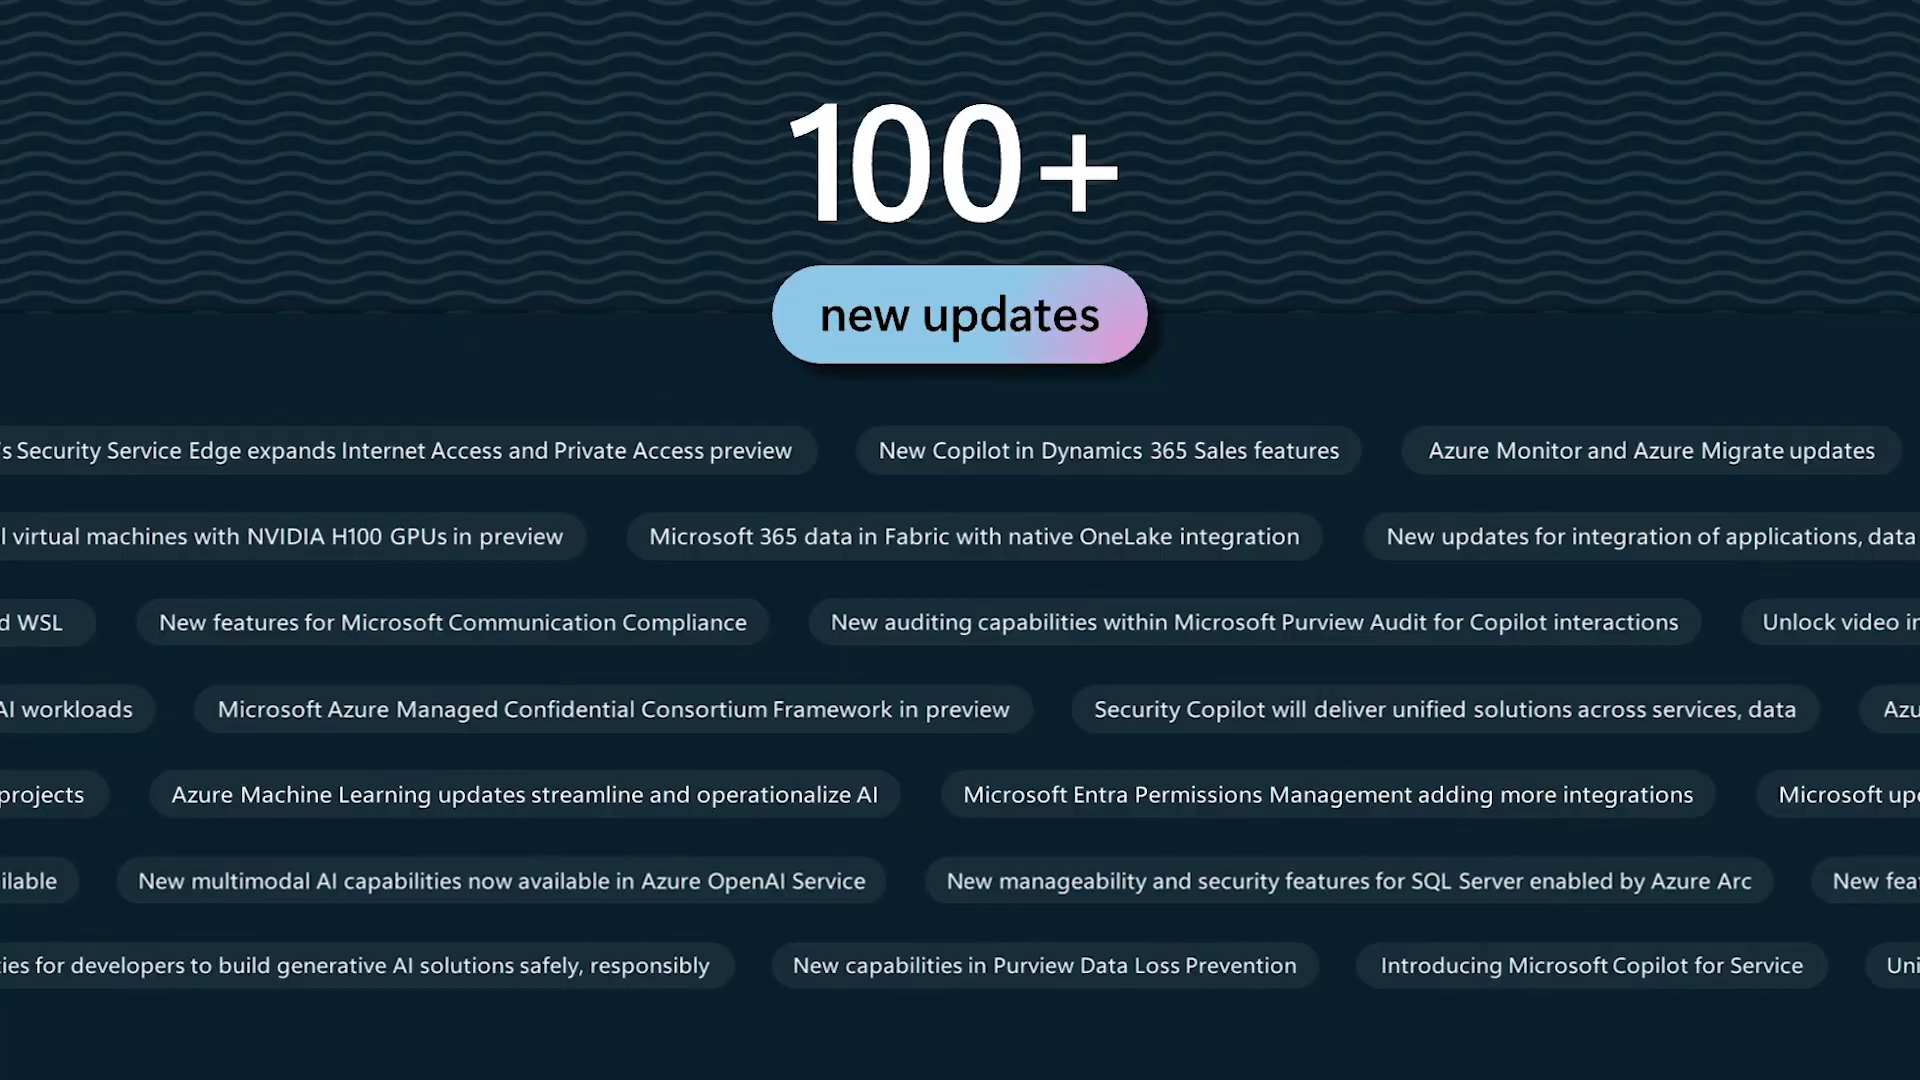 100+
new updates
's Security Service Edge expands Internet Access and Private Access preview New Copilot in Dynamics 365 Sales features Azure Monitor and Azure Migrate updates
l virtual machines with NVIDIA H100 GPUs in preview Microsoft 365 data in Fabric with native OneLake integration New updates for integration of applications, data
d WSL New features for Microsoft Communication Compliance New auditing capabilities within Microsoft Purview Audit for Copilot interactions Unlock video in
AI workloads Microsoft Azure Managed Confidential Consortium Framework in preview Security Copilot will deliver unified solutions across services, data Azu
projects Azure Machine Learning updates streamline and operationalize AI Microsoft Entra Permissions Management adding more integrations Microsoft upd
ilable New multimodal AI capabilities now available in Azure OpenAI Service New manageability and security features for SQL Server enabled by Azure Arc New feat
ties for developers to build generative AI solutions safely, responsibly New capabilities in Purview Data Loss Prevention Introducing Microsoft Copilot for Service Uni